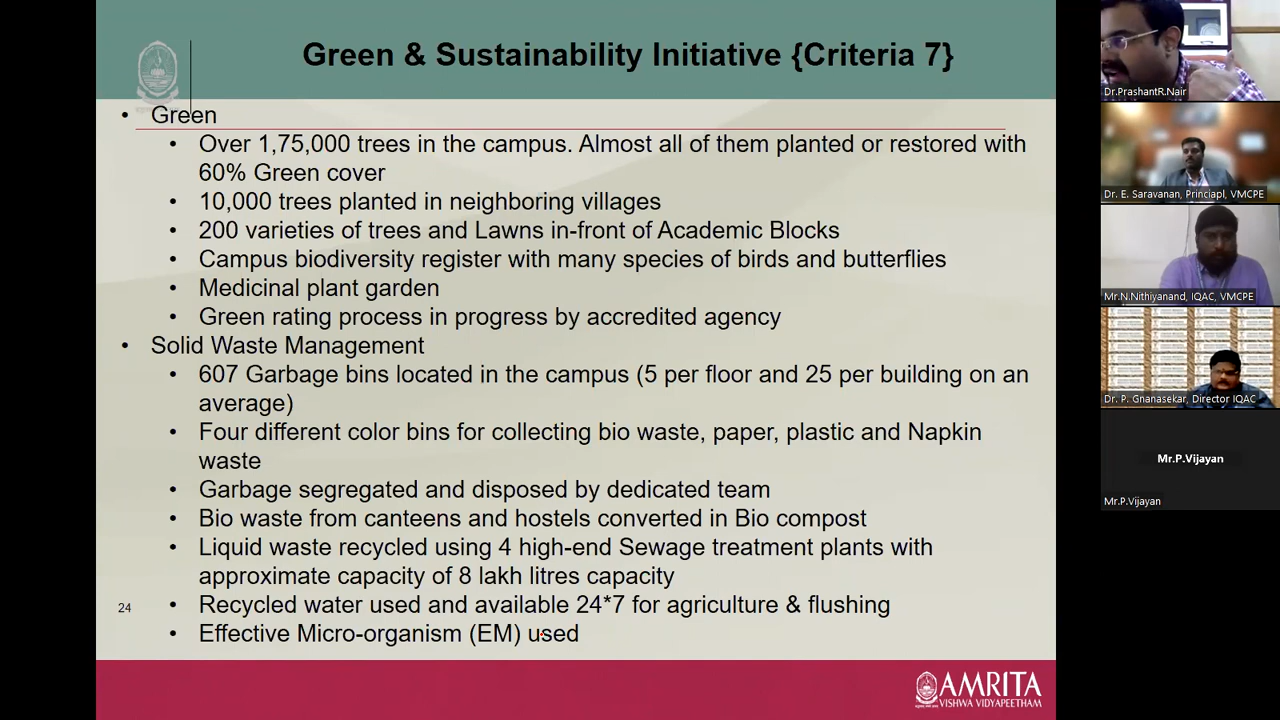 Green & Sustainability Initiative {Criteria 7}
• Green
• Over 1,75,000 trees in the campus. Almost all of them planted or restored with
60% Green cover
• 10,000 trees planted in neighboring villages
• 200 varieties of trees and Lawns in-front of Academic Blocks
• Campus biodiversity register with many species of birds and butterflies
• Medicinal plant garden
• Green rating process in progress by accredited agency
• Solid Waste Management
• 607 Garbage bins located in the campus (5 per floor and 25 per building on an
average)
• Four different color bins for collecting bio waste, paper, plastic and Napkin
waste
• Garbage segregated and disposed by dedicated team
• Bio waste from canteens and hostels converted in Bio compost
• Liquid waste recycled using 4 high-end Sewage treatment plants with
approximate capacity of 8 lakh litres capacity
• Recycled water used and available 24*7 for agriculture & flushing
• Effective Micro-organism (EM) used
24
AMRITA
VISHWA VIDYAPEETHAM
Dr.PrashantR.Nair
Dr. E. Saravanan, Princiapl, VMCPE
Mr.N.Nithiyanand, IQAC, VMCPE
Dr. P. Gnanasekar, Director IQAC
Mr.P.Vijayan
Mr.P.Vijayan